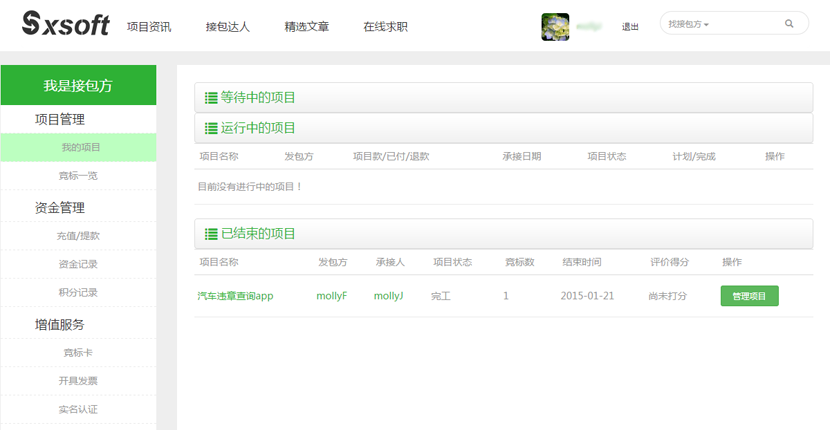 Sxsoft 项目资讯 接包达人 精选文章 在线求职 退出 找接包方
我是接包方
项目管理
我的项目
竞标一览
资金管理
充值/提款
资金记录
积分记录
增值服务
竞标卡
开具发票
实名认证
等待中的项目
运行中的项目
项目名称 发包方 项目款/已付/退款 承接日期 项目状态 计划/完成 操作
目前没有进行中的项目！
已结束的项目
项目名称 发包方 承接人 项目状态 竞标数 结束时间 评价得分 操作
汽车违章查询app mollyF mollyJ 完工 1 2015-01-21 尚未打分 管理项目